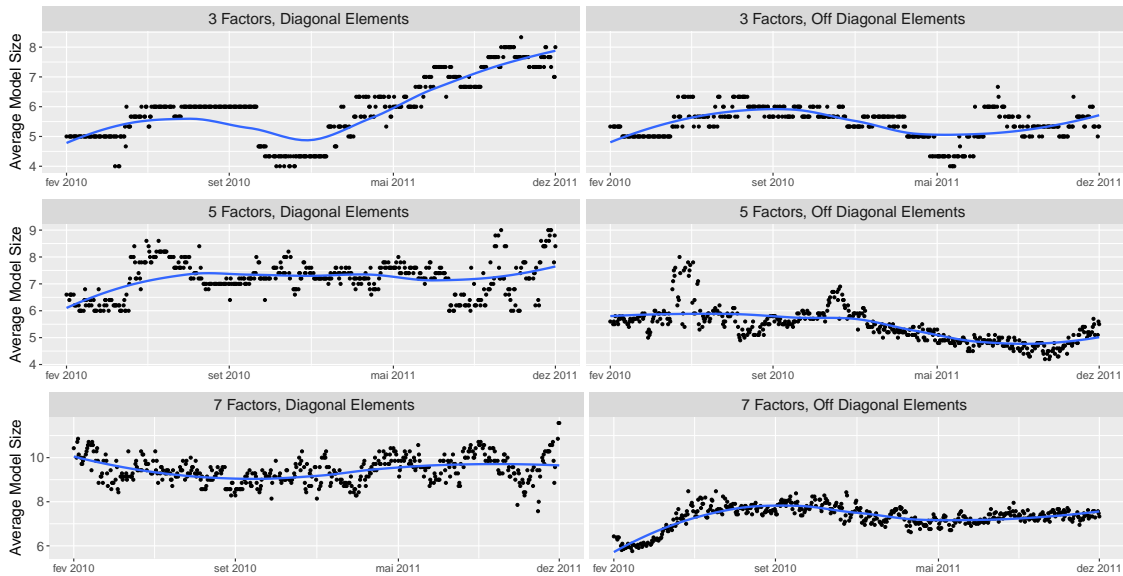 3 Factors, Diagonal Elements
3 Factors, Off Diagonal Elements
Average Model Size
8
7
6
5
4
fev 2010
set 2010
mai 2011
dez 2011
fev 2010
set 2010
mai 2011
dez 2011
5 Factors, Diagonal Elements
5 Factors, Off Diagonal Elements
Average Model Size
9
8
7
6
5
4
fev 2010
set 2010
mai 2011
dez 2011
fev 2010
set 2010
mai 2011
dez 2011
7 Factors, Diagonal Elements
7 Factors, Off Diagonal Elements
Average Model Size
10
8
6
fev 2010
set 2010
mai 2011
dez 2011
fev 2010
set 2010
mai 2011
dez 2011